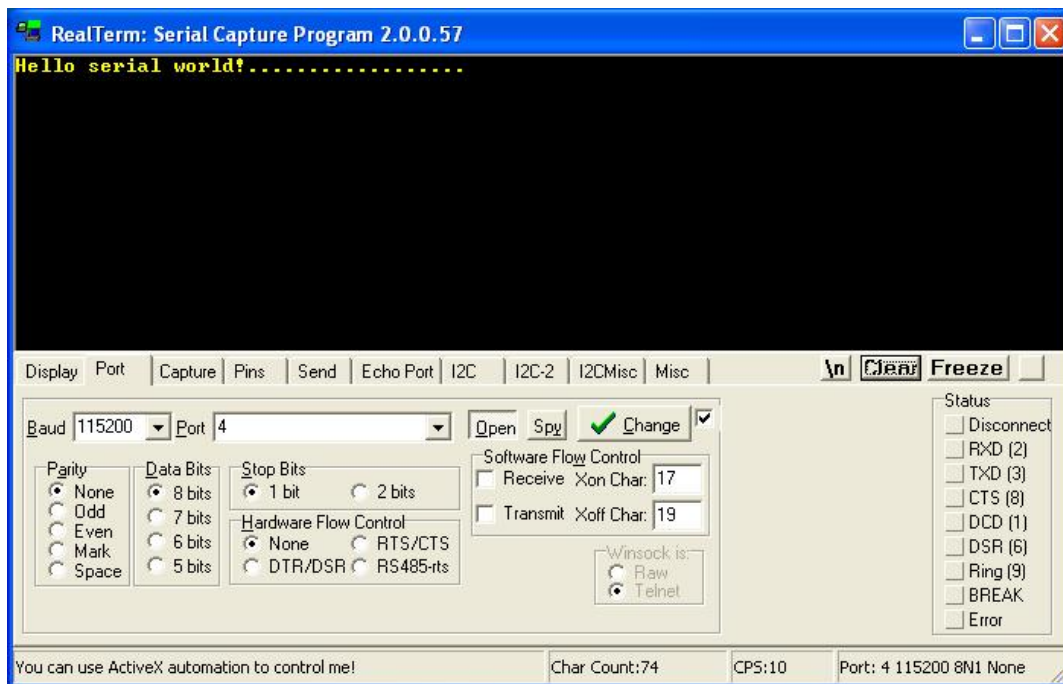 RealTerm: Serial Capture Program 2.0.0.57
Hello serial world!...................
Display Port Capture Pins Send Echo Port I2C I2C-2 I2CMisc Misc \n Clear Freeze
Status
Baud 115200 Port 4 Open Spy Change
Disconnect
RXD (2)
TXD (3)
CTS (8)
DCD (1)
DSR (6)
Ring (9)
BREAK
Error
Parity
None
Odd
Even
Mark
Space
Data Bits
8 bits
7 bits
6 bits
5 bits
Stop Bits
1 bit 2 bits
Hardware Flow Control
None RTS/CTS
DTR/DSR RS485-rts
Software Flow Control
Receive Xon Char: 17
Transmit Xoff Char: 19
Winsock is:
Raw
Telnet
You can use ActiveX automation to control me! Char Count:74 CPS:10 Port: 4 115200 8N1 None